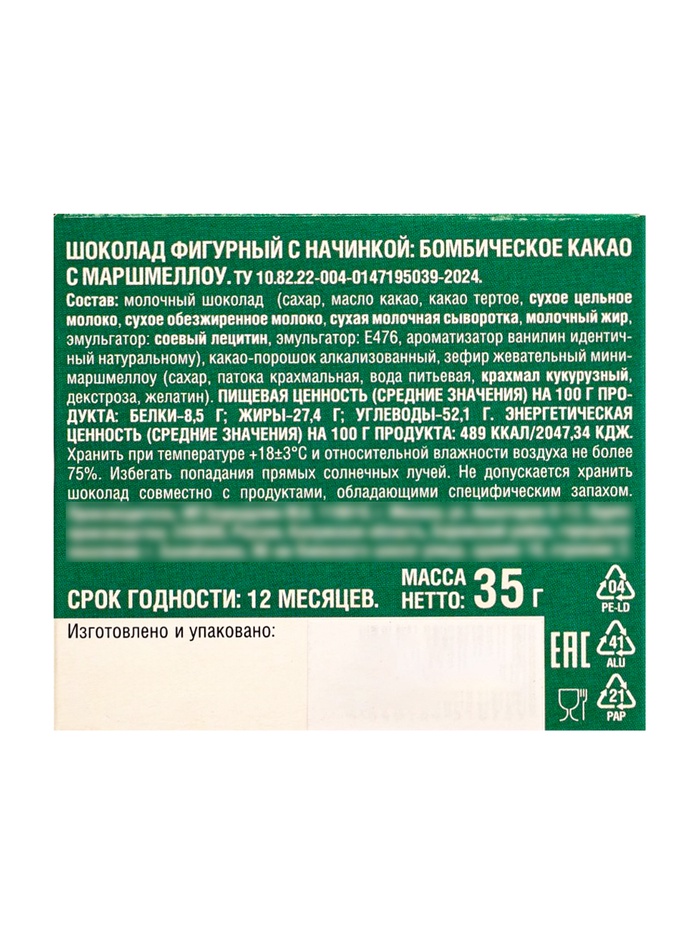 ШОКОЛАД ФИГУРНЫЙ С НАЧИНКОЙ: БОМБИЧЕСКОЕ КАКАО
С МАРШМЕЛЛОУ. ТУ 10.82.22-004-0147195039-2024.
Состав: молочный шоколад (сахар, масло какао, какао тертое, сухое цельное
молоко, сухое обезжиренное молоко, сухая молочная сыворотка, молочный жир,
эмульгатор: соевый лецитин, эмульгатор: Е476, ароматизатор ванилин идентич-
ный натуральному), какао-порошок алкализованный, зефир жевательный мини-
маршмеллоу (сахар, патока крахмальная, вода питьевая, крахмал кукурузный,
декстроза, желатин). ПИЩЕВАЯ ЦЕННОСТЬ (СРЕДНИЕ ЗНАЧЕНИЯ) НА 100 Г ПРО-
ДУКТА: БЕЛКИ-8,5 Г; ЖИРЫ-27,4 Г; УГЛЕВОДЫ-52,1 Г. ЭНЕРГЕТИЧЕСКАЯ
ЦЕННОСТЬ (СРЕДНИЕ ЗНАЧЕНИЯ) НА 100 Г ПРОДУКТА: 489 ККАЛ/2047,34 КДЖ.
Хранить при температуре +18±3°С и относительной влажности воздуха не более
75%. Избегать попадания прямых солнечных лучей. Не допускается хранить
шоколад совместно с продуктами, обладающими специфическим запахом.
СРОК ГОДНОСТИ: 12 МЕСЯЦЕВ.
МАССА
НЕТТО: 35 г
Изготовлено и упаковано:
04
PE-LD
EAC
41
ALU
21
PAP